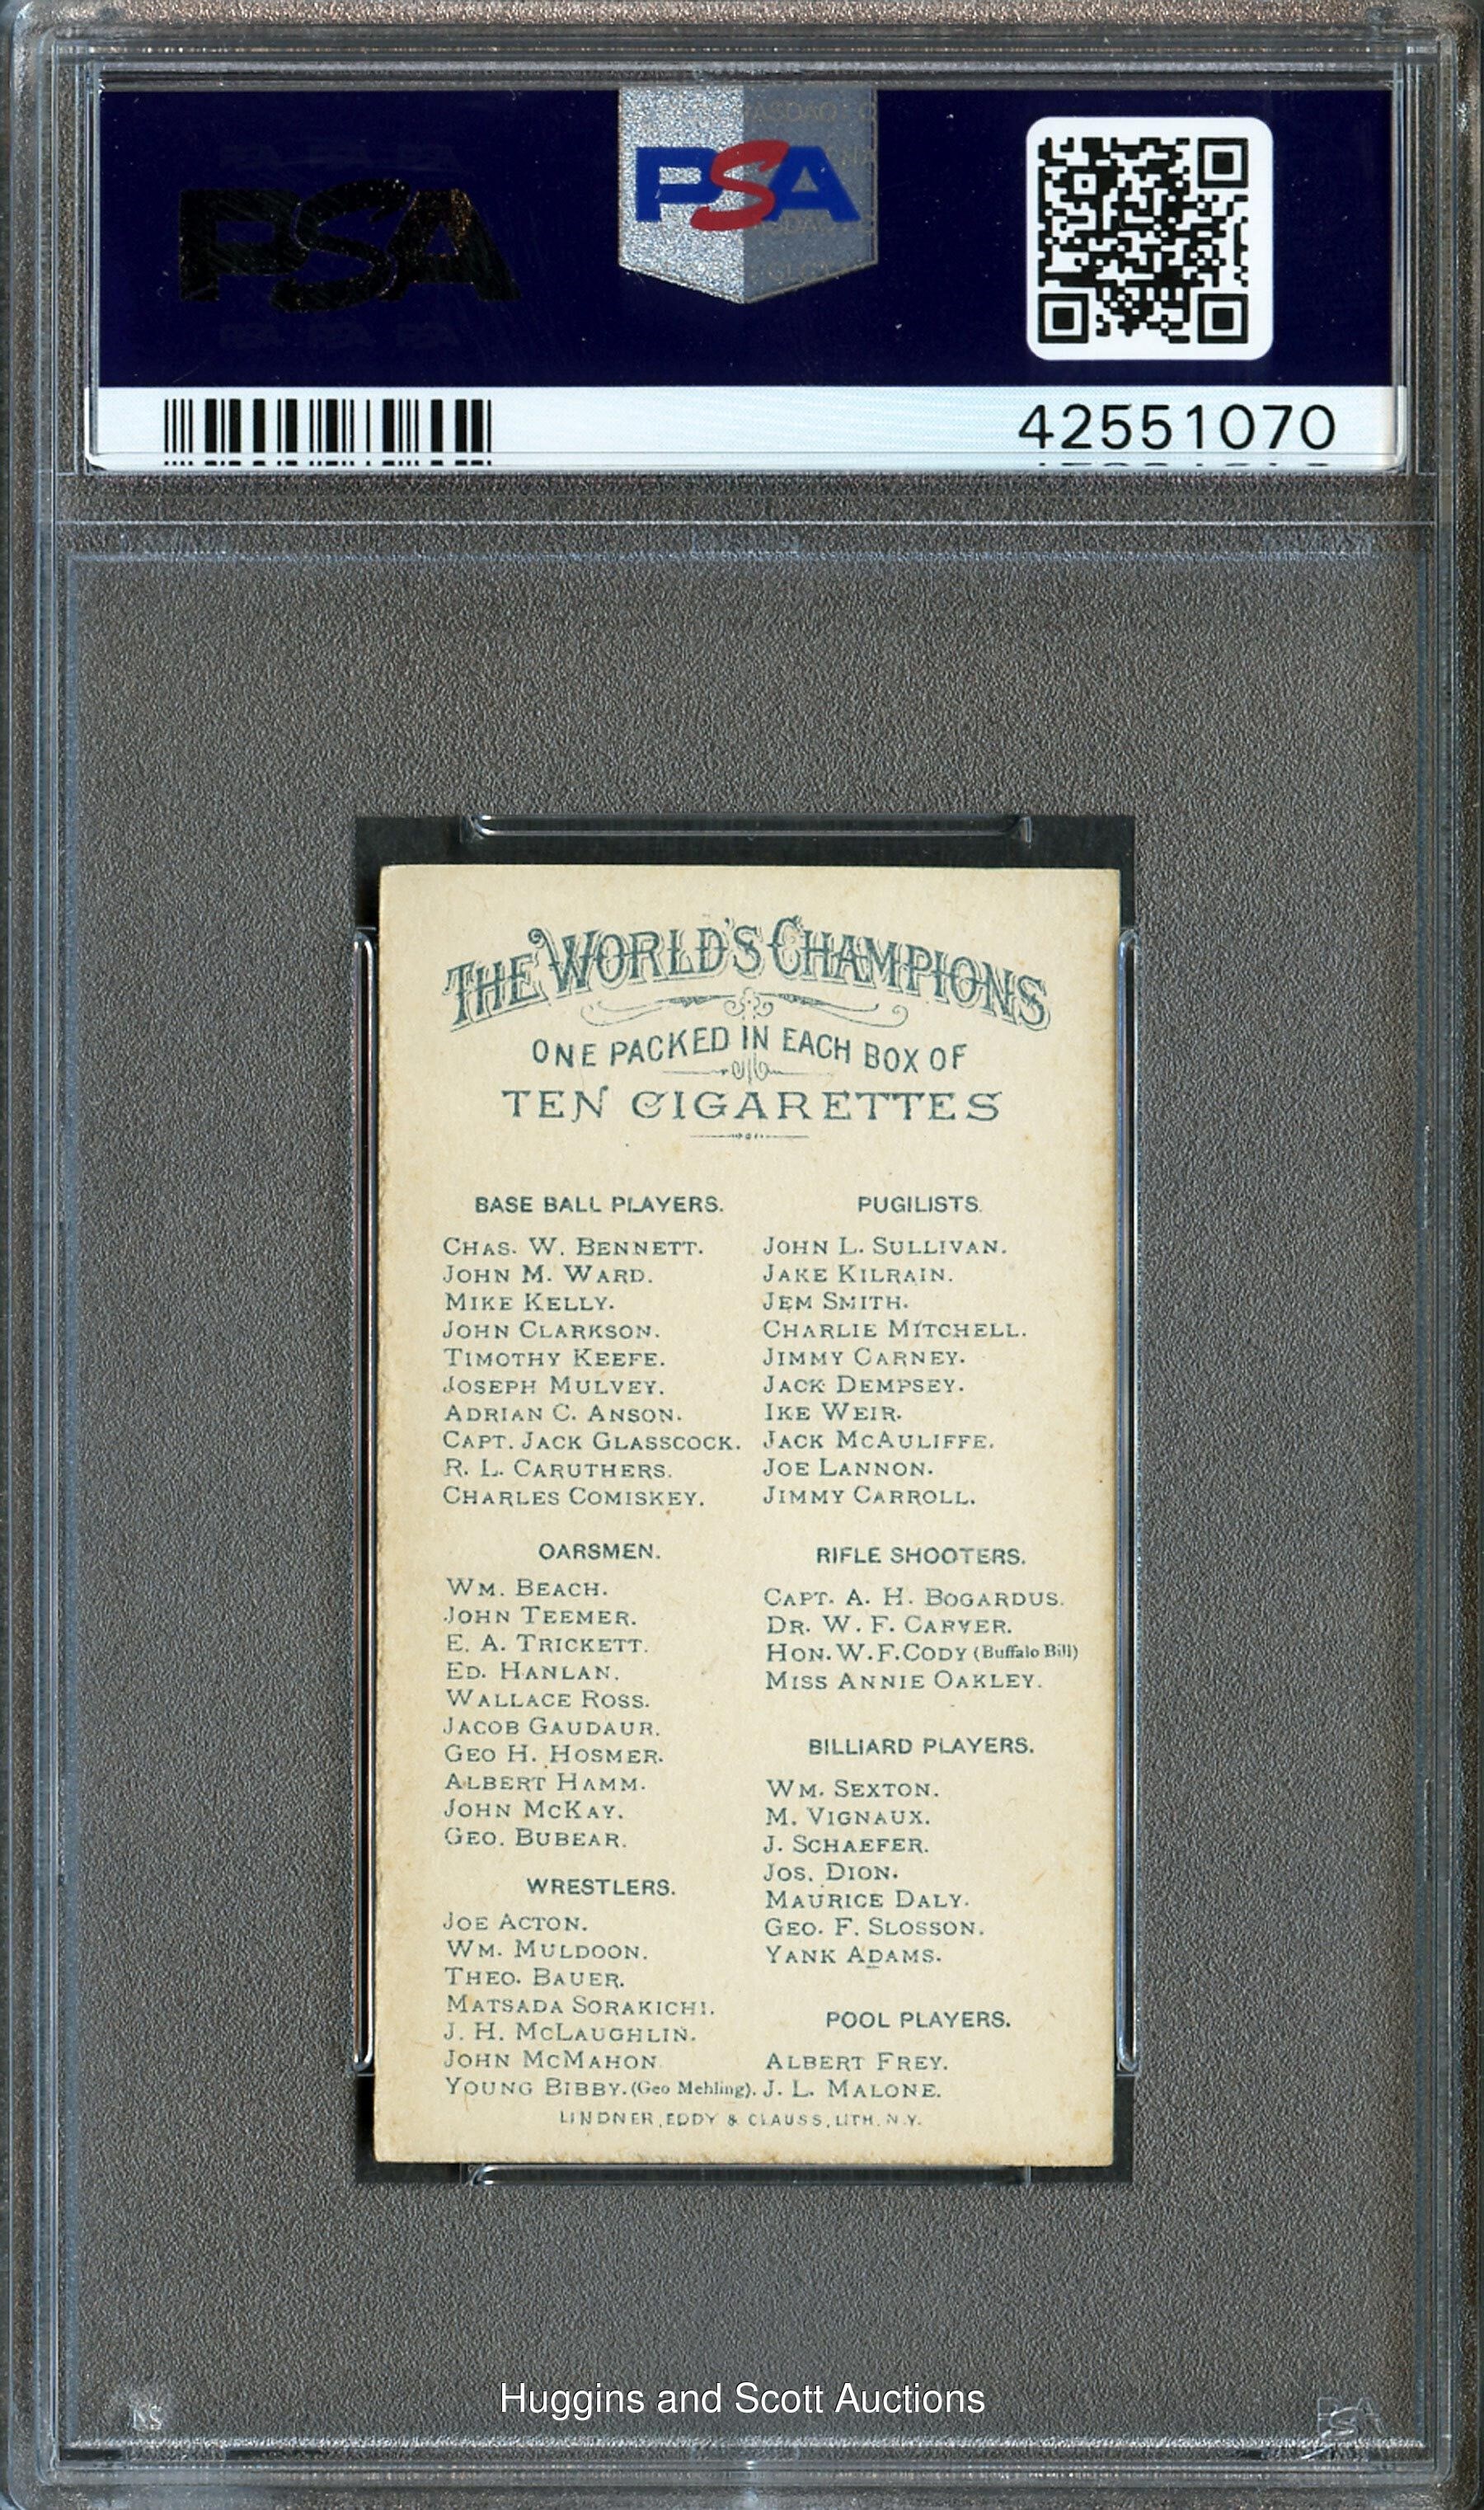 PSA
PSA
42551070
THE WORLD'S CHAMPIONS
ONE PACKED IN EACH BOX OF
TEN CIGARETTES
BASE BALL PLAYERS.
CHAS. W. BENNETT.
JOHN M. WARD.
MIKE KELLY.
JOHN CLARKSON.
TIMOTHY KEEFE.
JOSEPH MULVEY.
ADRIAN C. ANSON.
CAPT. JACK GLASSCOCK.
R. L. CARUTHERS.
CHARLES COMISKEY.
OARSMEN.
WM. BEACH.
JOHN TEEMER.
E. A. TRICKETT.
ED. HANLAN.
WALLACE ROSS.
JACOB GAUDAUR.
GEO H. HOSMER.
ALBERT HAMM.
JOHN MCKAY.
GEO. BUBEAR.
WRESTLERS.
JOE ACTON.
WM. MULDOON.
THEO. BAUER.
MATSADA SORAKICHI.
J. H. MCLAUGHLIN.
JOHN MCMAHON
YOUNG BIBBY. (Geo Mehling).
PUGILISTS.
JOHN L. SULLIVAN.
JAKE KILRAIN.
JEM SMITH.
CHARLIE MITCHELL.
JIMMY CARNEY.
JACK DEMPSEY.
IKE WEIR.
JACK MCAULIFFE.
JOE LANNON.
JIMMY CARROLL.
RIFLE SHOOTERS.
CAPT. A. H. BOGARDUS.
DR. W. F. CARVER.
HON. W. F. CODY (Buffalo Bill)
MISS ANNIE OAKLEY.
BILLIARD PLAYERS.
WM. SEXTON.
M. VIGNAUX.
J. SCHAEFER.
JOS. DION.
MAURICE DALY.
GEO. F. SLOSSON.
YANK ADAMS.
POOL PLAYERS.
ALBERT FREY.
J. L. MALONE.
LINDNER, EDDY & CLAUSS, LITH. N.Y.
Huggins and Scott Auctions